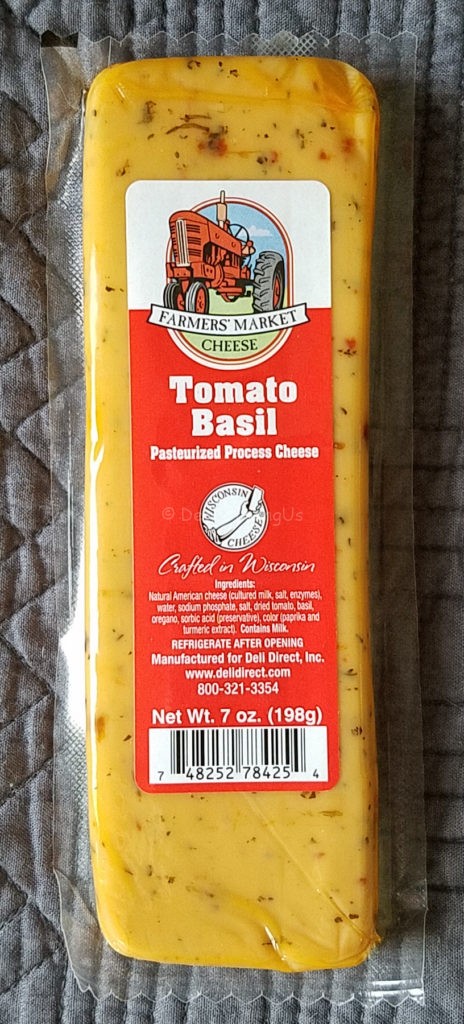 FARMERS' MARKET
CHEESE
Tomato
Basil
Pasteurized Process Cheese
WISCONSIN
CHEESE
Crafted in Wisconsin
Ingredients:
Natural American cheese (cultured milk, salt, enzymes),
water, sodium phosphate, salt, dried tomato, basil,
oregano, sorbic acid (preservative), color (paprika and
turmeric extract). Contains Milk.
REFRIGERATE AFTER OPENING
Manufactured for Deli Direct, Inc.
www.delidirect.com
800-321-3354
Net Wt. 7 oz. (198g)
7 48252 78425 4